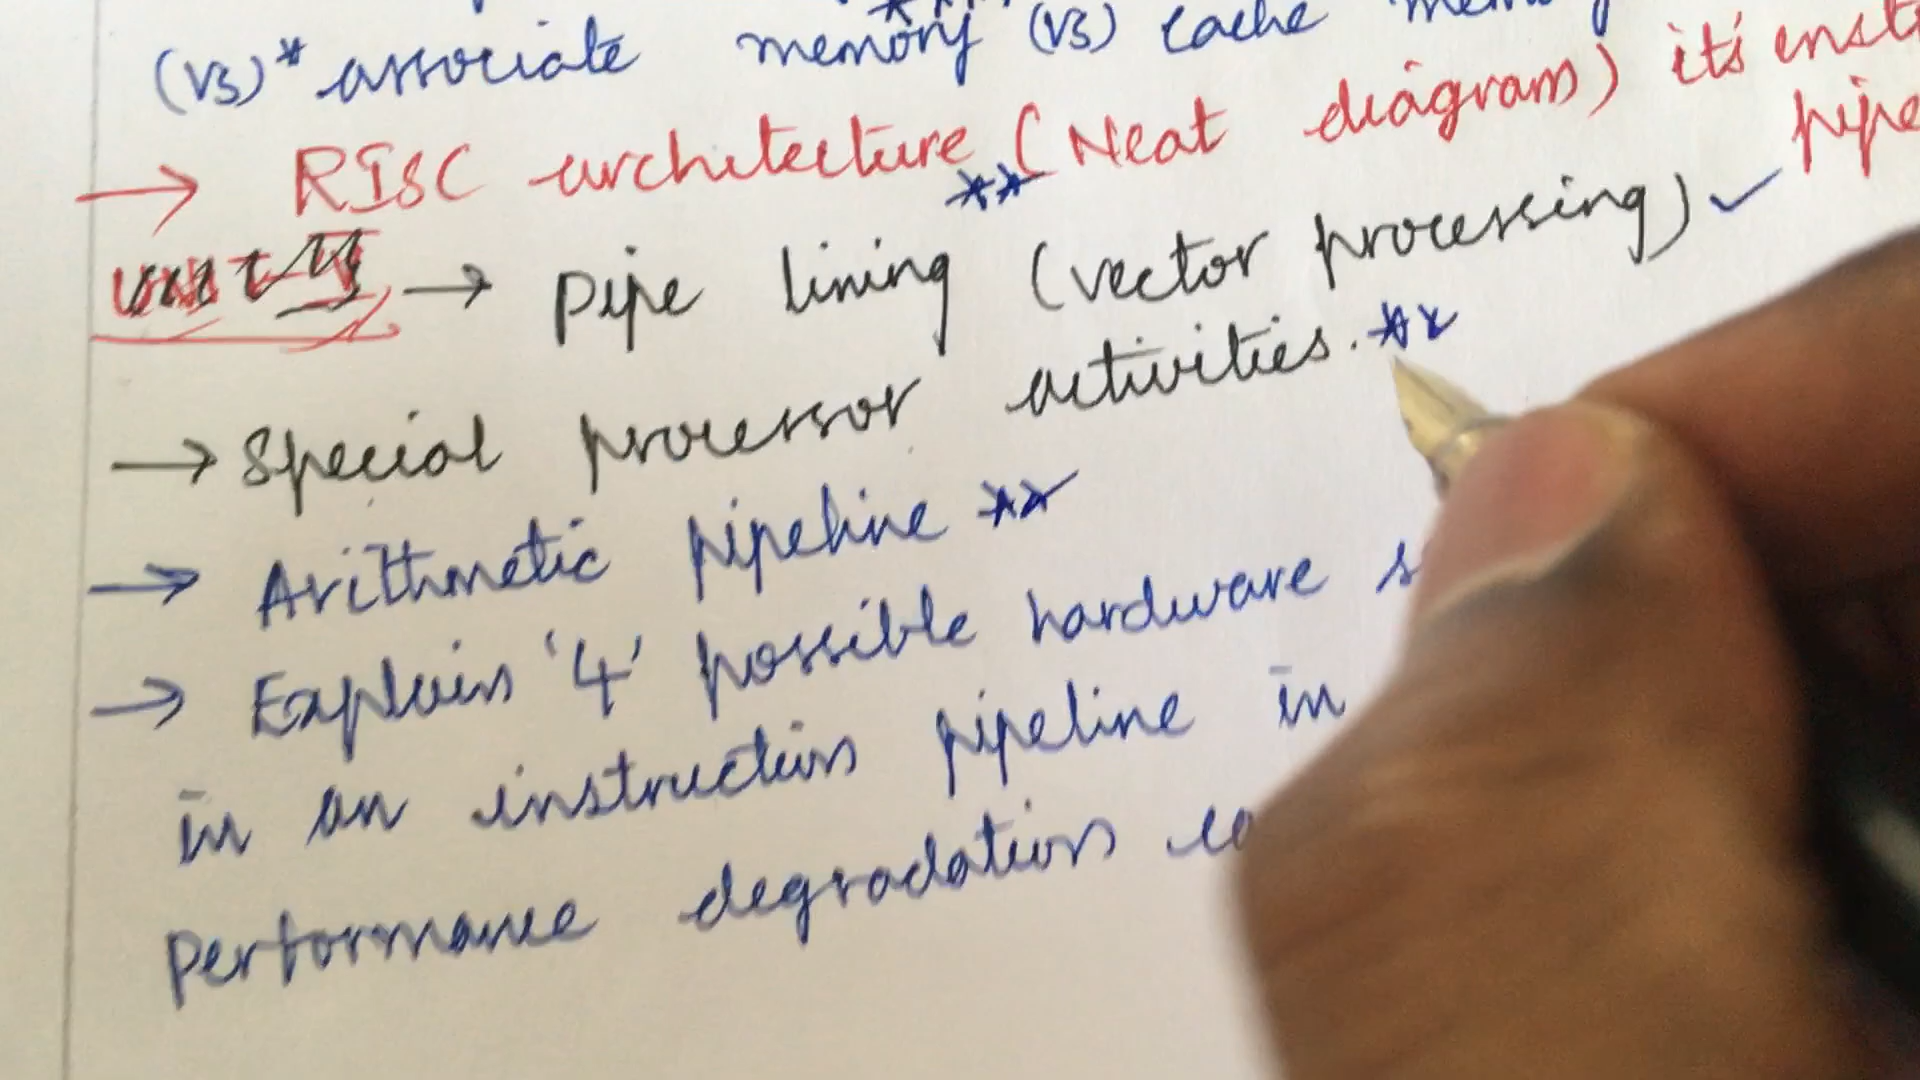 (VS)* associate memory (VS) cache
→ RISC architecture (Neat diagram) it's
→ pipe lining ** (vector processing) ✓
→ Special processor activities. **
→ Arithmetic pipeline **
→ Explain '4' possible hardware
in an instruction pipeline in
performance degradation